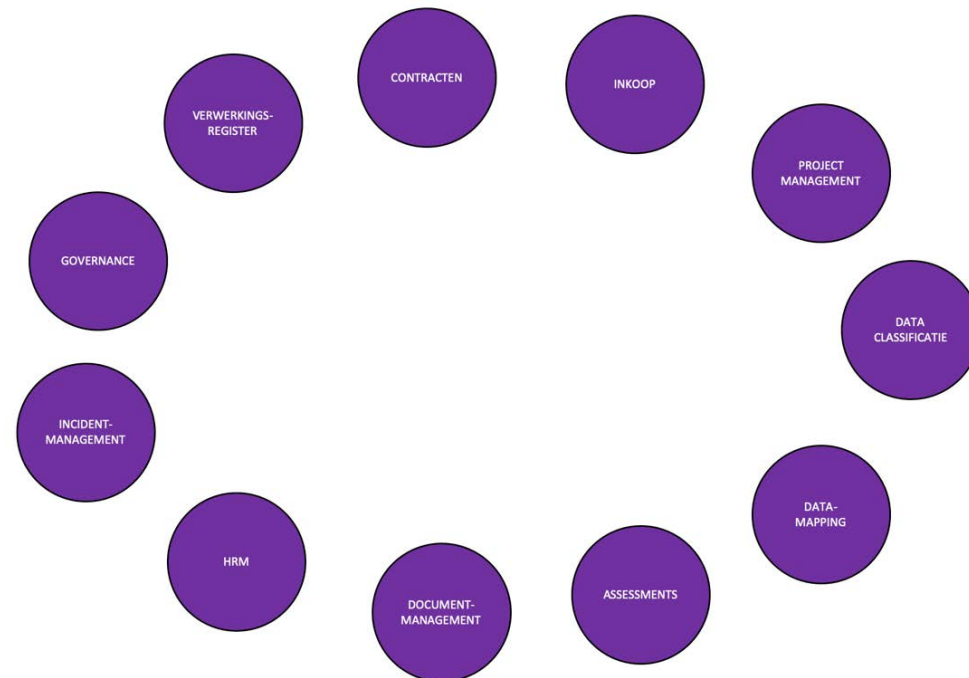 CONTRACTEN
INKOOP
VERWERKINGS-
REGISTER
PROJECT
MANAGEMENT
GOVERNANCE
DATA
CLASSIFICATIE
INCIDENT-
MANAGEMENT
DATA-
MAPPING
HRM
ASSESSMENTS
DOCUMENT-
MANAGEMENT